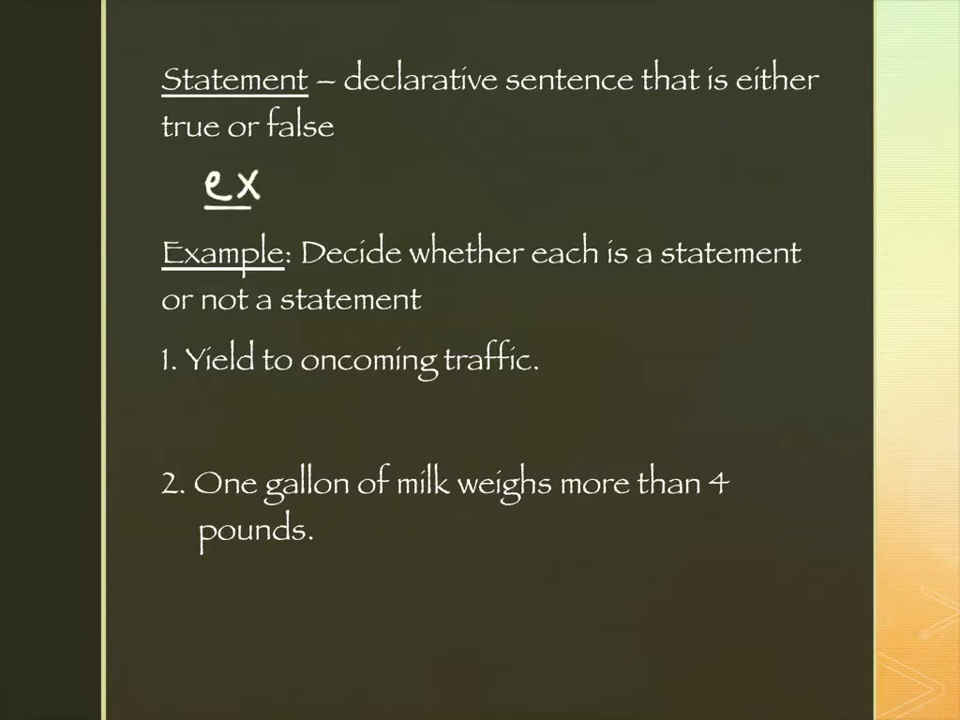 Statement – declarative sentence that is either
true or false
ex
Example: Decide whether each is a statement
or not a statement
1. Yield to oncoming traffic.
2. One gallon of milk weighs more than 4
pounds.